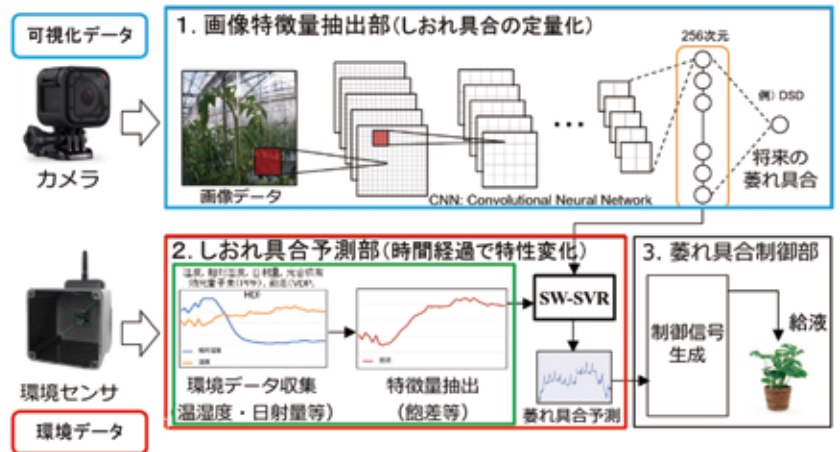 可視化データ
カメラ
1. 画像特徴量抽出部(しおれ具合の定量化)
画像データ
CNN: Convolutional Neural Network
256次元
例) DSD
将来の
萎れ具合
環境センサ
環境データ
2. しおれ具合予測部(時間経過で特性変化)
環境データ収集
(温湿度・日射量等)
特徴量抽出
(飽差等)
SW-SVR
萎れ具合予測
3. 萎れ具合制御部
制御信号
生成
給液